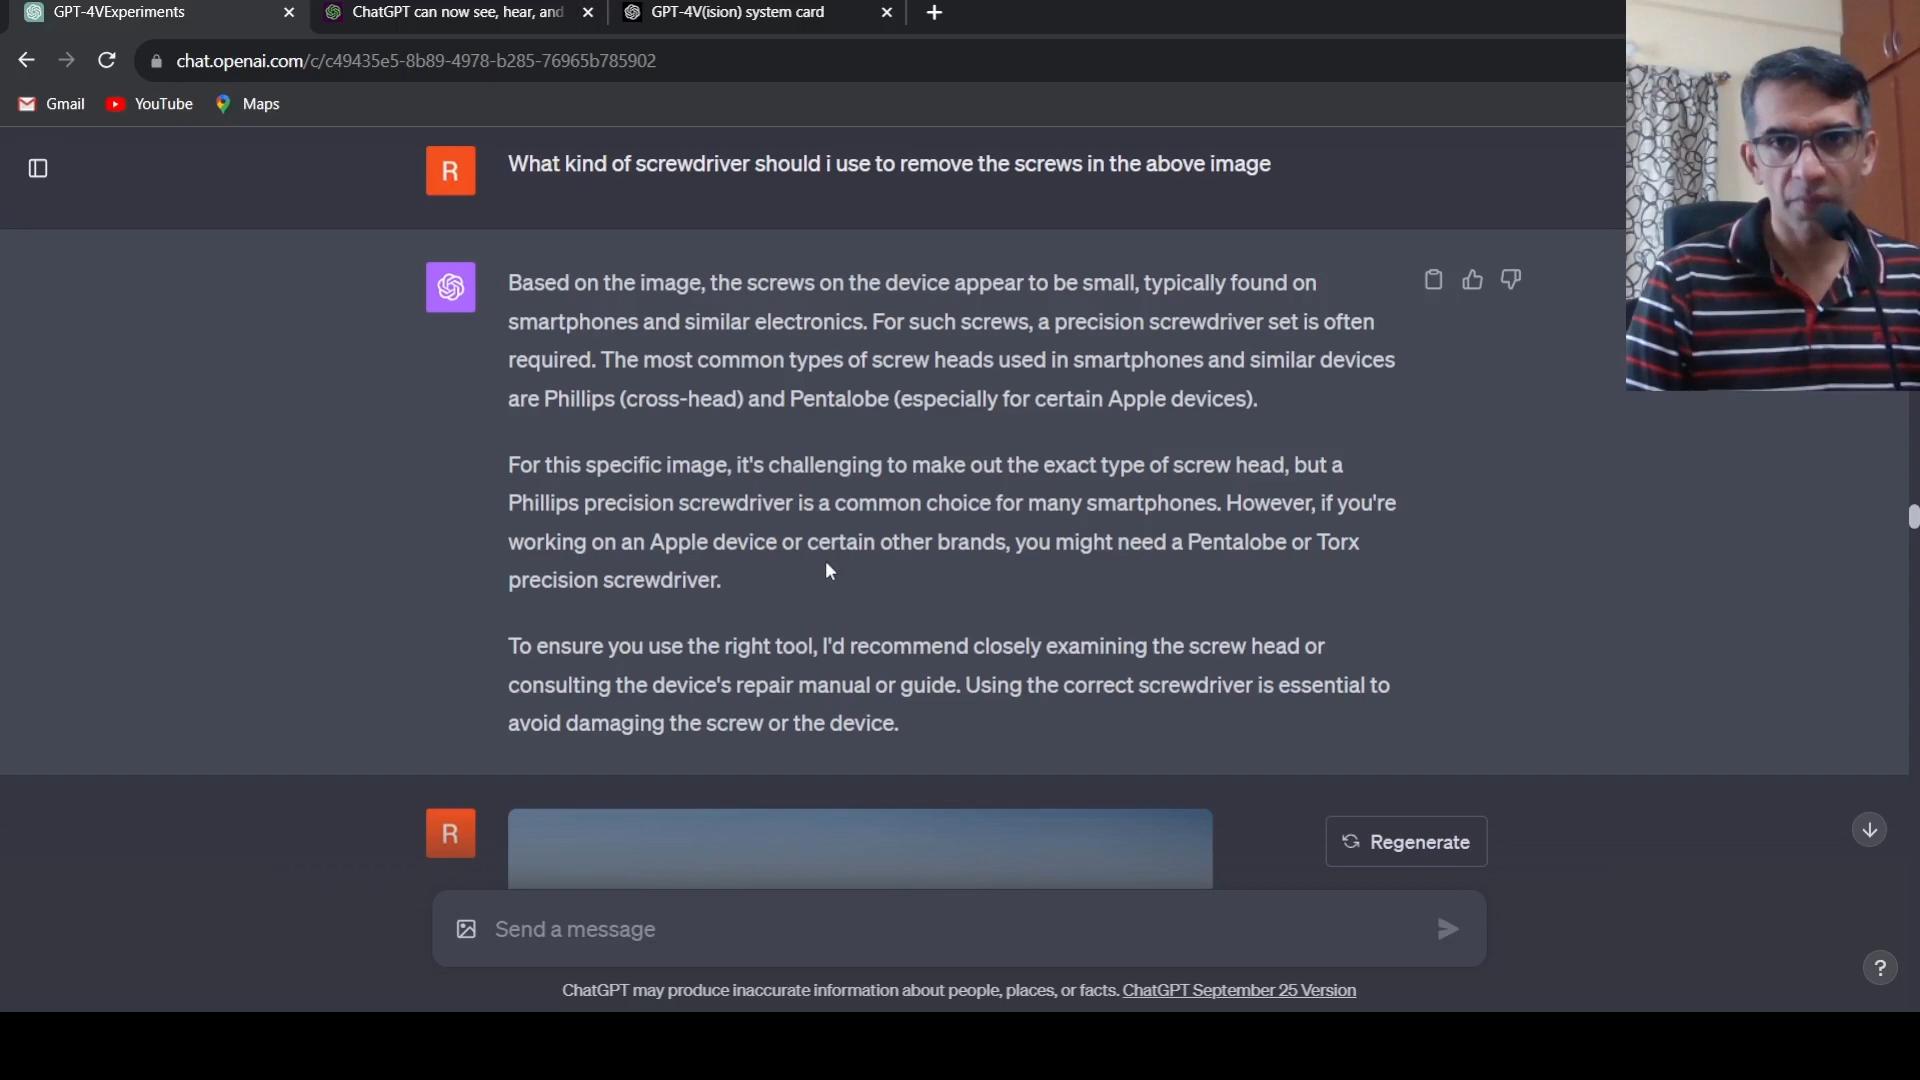 GPT-4VExperiments
ChatGPT can now see, hear, and
GPT-4V(ision) system card
chat.openai.com/c/c49435e5-8b89-4978-b285-76965b785902
Gmail YouTube Maps
R What kind of screwdriver should i use to remove the screws in the above image
Based on the image, the screws on the device appear to be small, typically found on
smartphones and similar electronics. For such screws, a precision screwdriver set is often
required. The most common types of screw heads used in smartphones and similar devices
are Phillips (cross-head) and Pentalobe (especially for certain Apple devices).
For this specific image, it's challenging to make out the exact type of screw head, but a
Phillips precision screwdriver is a common choice for many smartphones. However, if you're
working on an Apple device or certain other brands, you might need a Pentalobe or Torx
precision screwdriver.
To ensure you use the right tool, I'd recommend closely examining the screw head or
consulting the device's repair manual or guide. Using the correct screwdriver is essential to
avoid damaging the screw or the device.
R
Regenerate
Send a message
?
ChatGPT may produce inaccurate information about people, places, or facts. ChatGPT September 25 Version